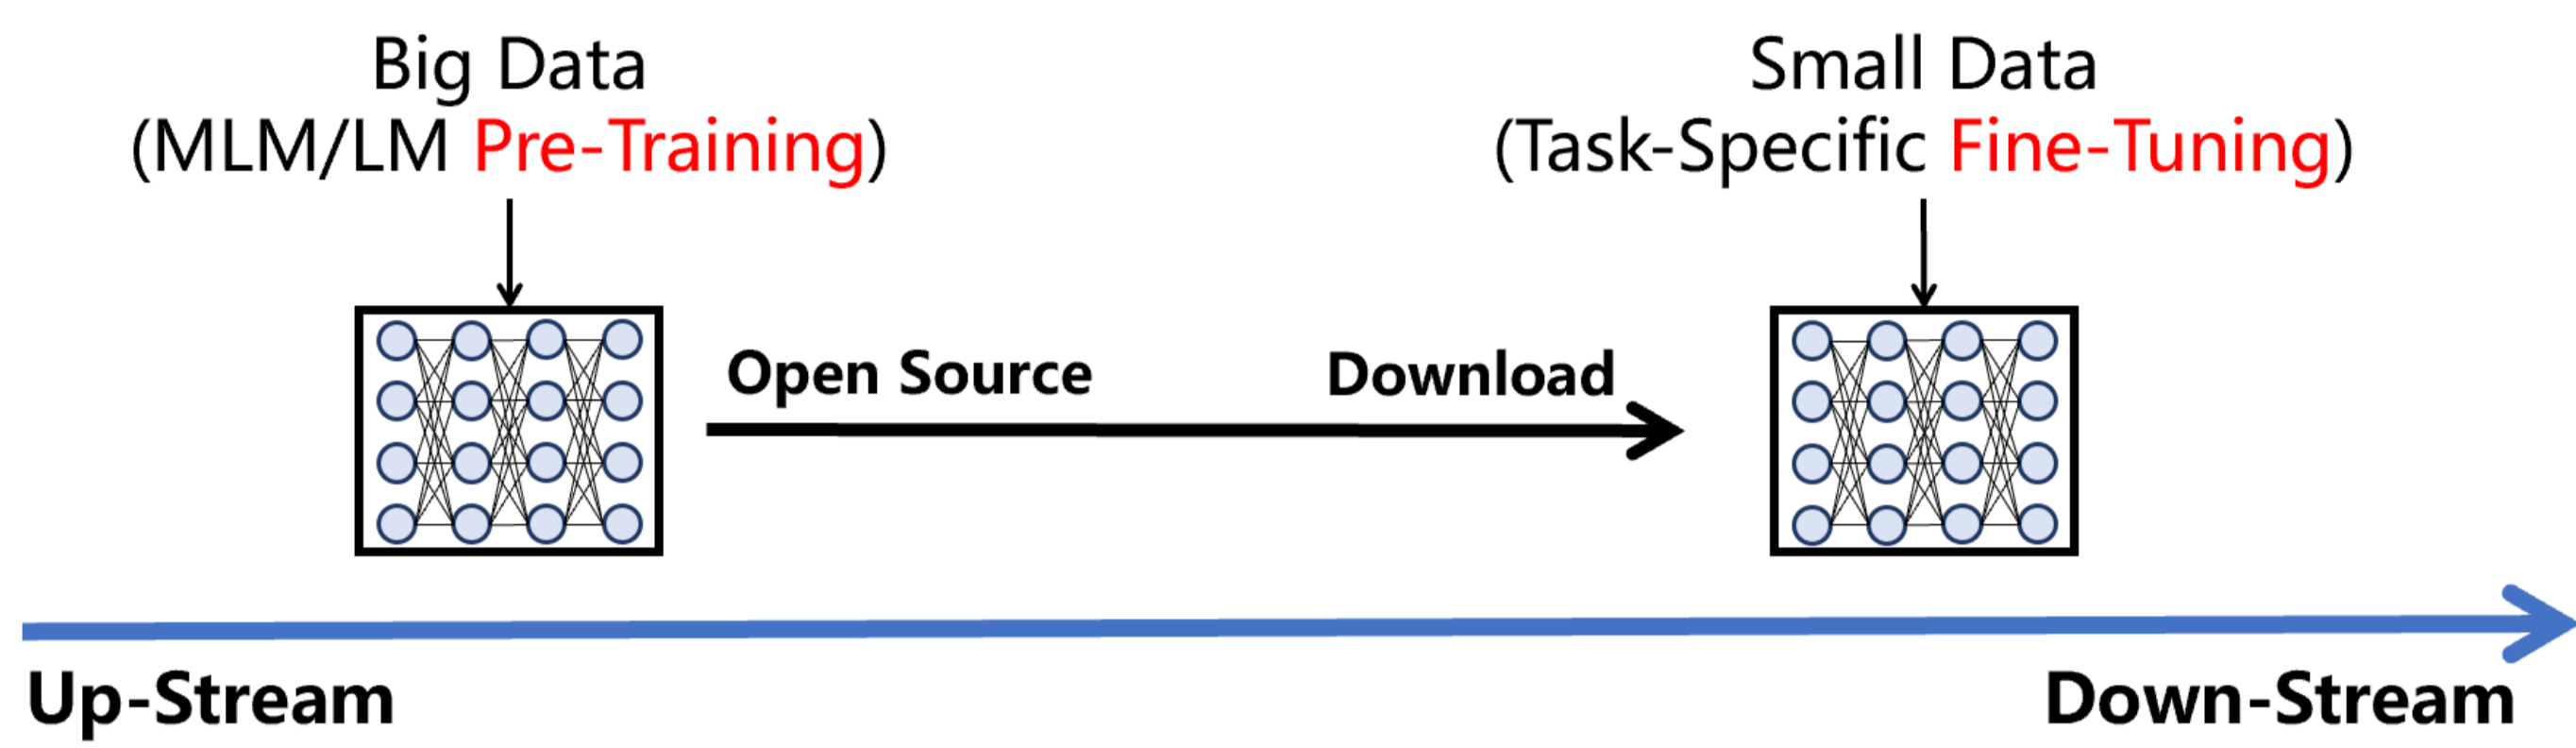 Big Data
(MLM/LM Pre-Training)
Small Data
(Task-Specific Fine-Tuning)
Open Source
Download
Up-Stream
Down-Stream